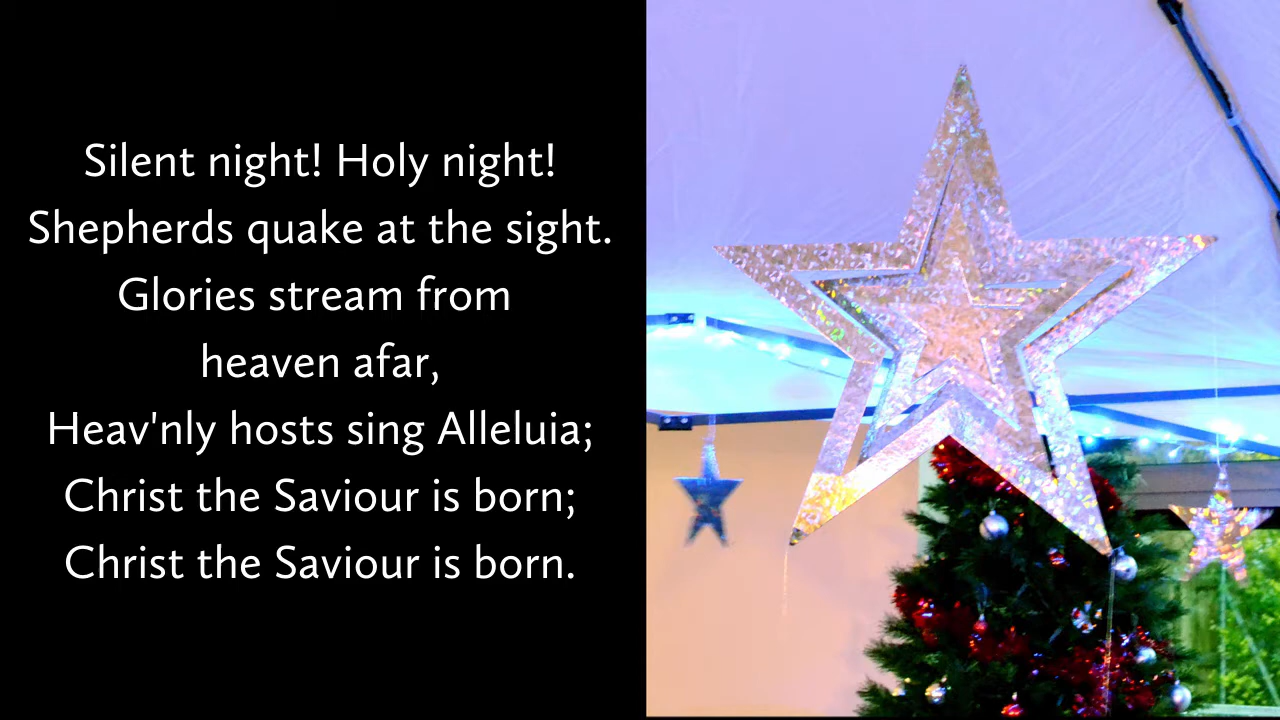 Silent night! Holy night!
Shepherds quake at the sight.
Glories stream from
heaven afar,
Heav'nly hosts sing Alleluia;
Christ the Saviour is born;
Christ the Saviour is born.